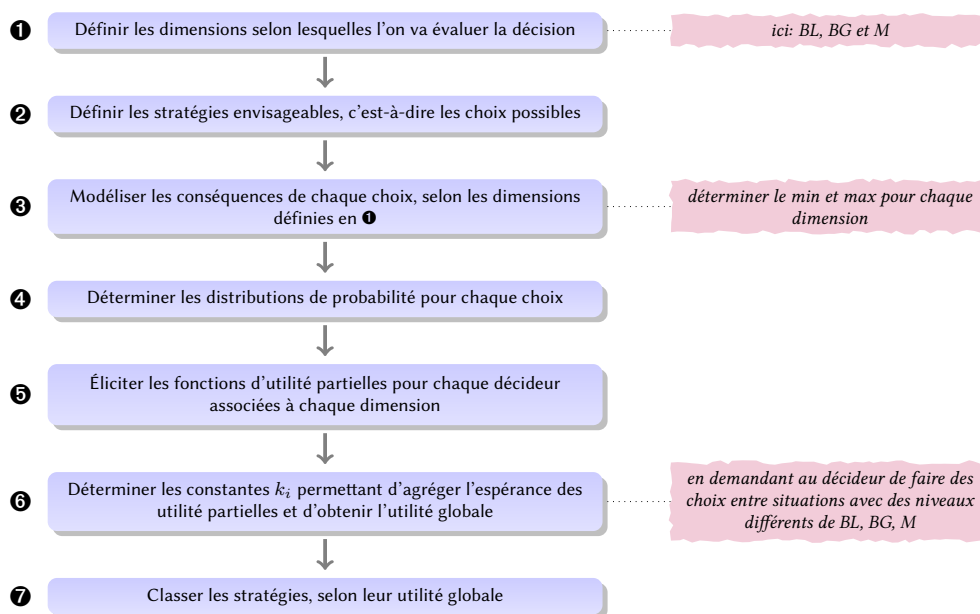 ❶ Définir les dimensions selon lesquelles l'on va évaluer la décision
ici: BL, BG et M
❷ Définir les stratégies envisageables, c'est-à-dire les choix possibles
❸ Modéliser les conséquences de chaque choix, selon les dimensions
définies en ❶
déterminer le min et max pour chaque
dimension
❹ Déterminer les distributions de probabilité pour chaque choix
❺ Éliciter les fonctions d'utilité partielles pour chaque décideur
associées à chaque dimension
❻ Déterminer les constantes k_i permettant d'agréger l'espérance des
utilité partielles et d'obtenir l'utilité globale
en demandant au décideur de faire des
choix entre situations avec des niveaux
différents de BL, BG, M
❼ Classer les stratégies, selon leur utilité globale